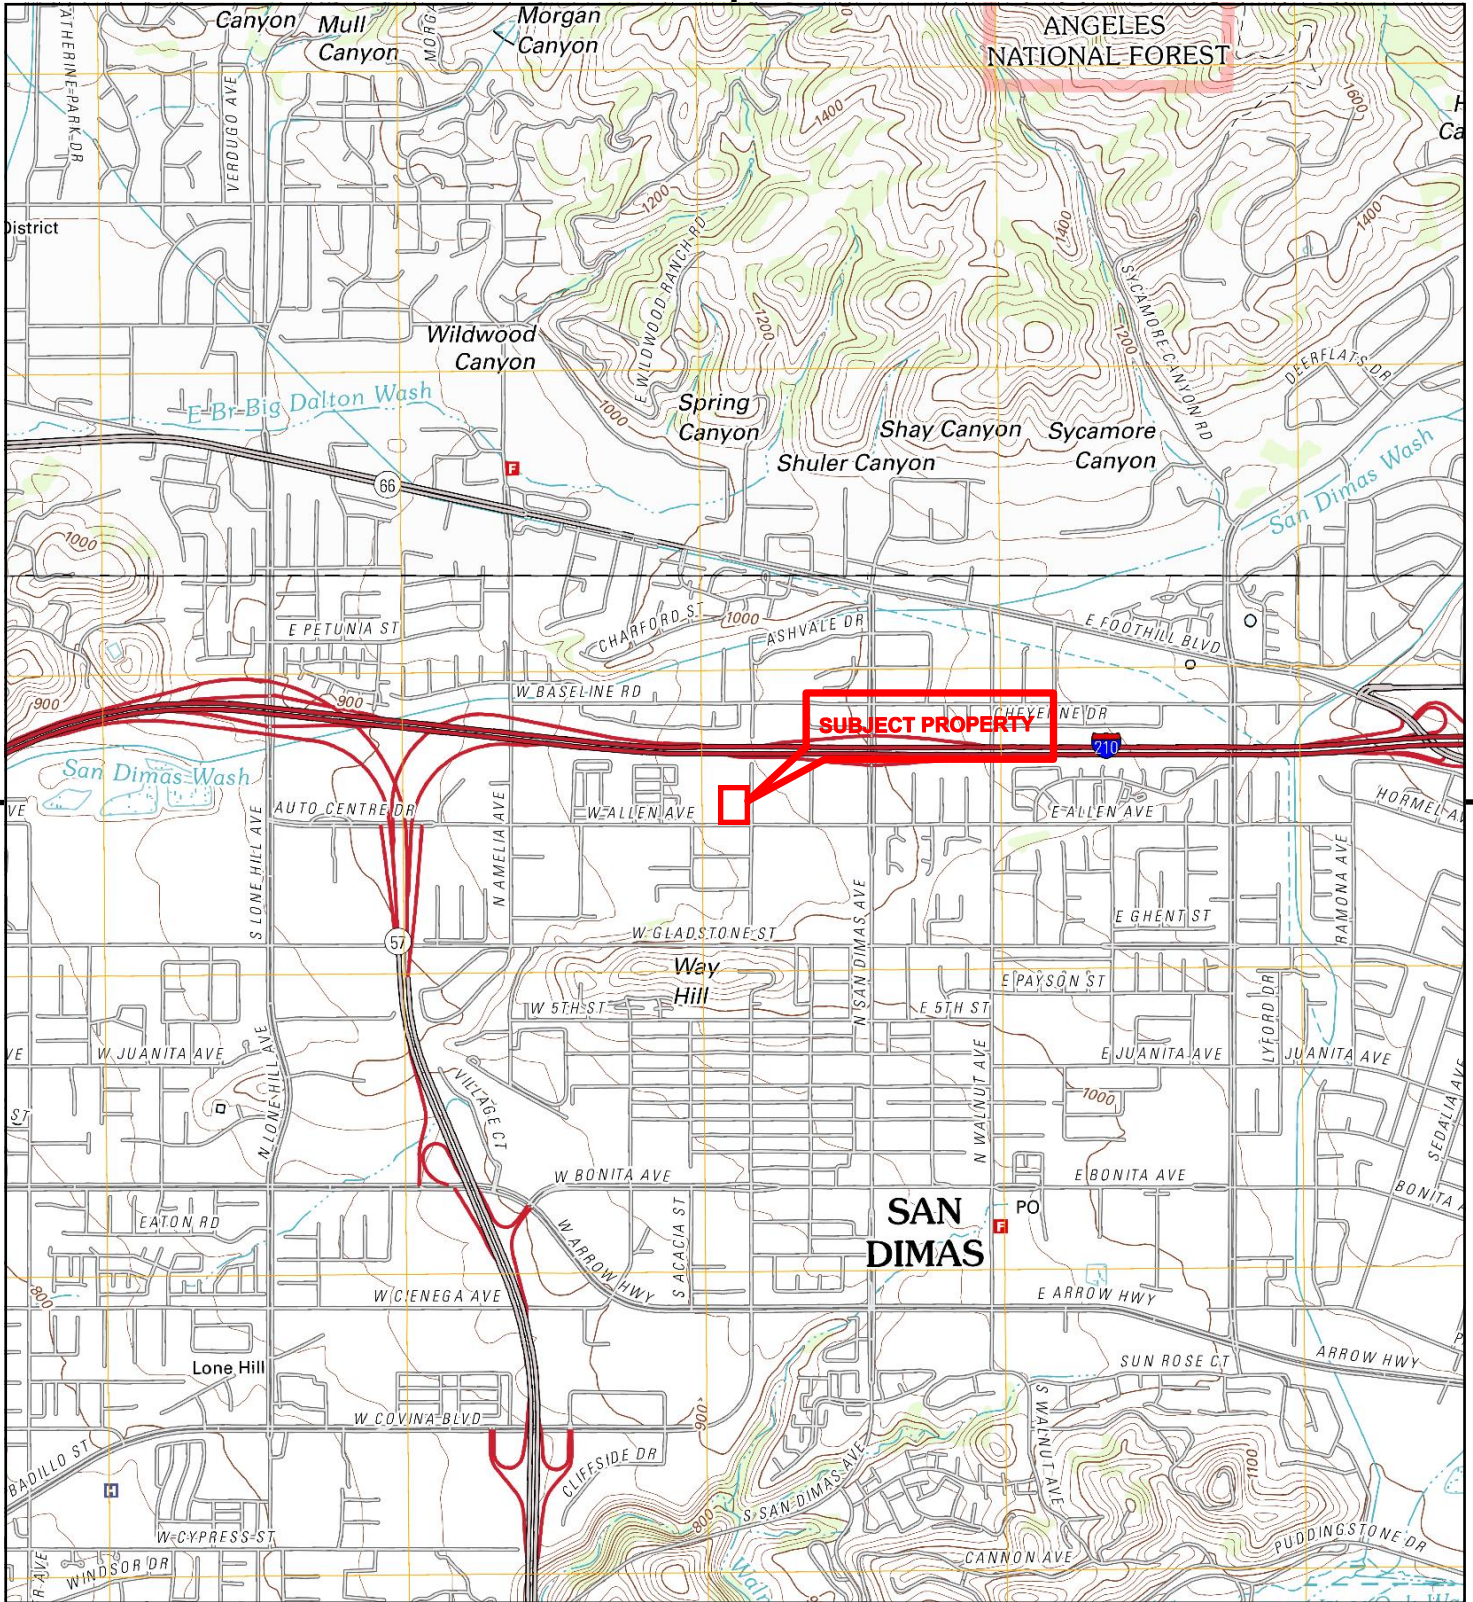 Canyon
Mull
Canyon
Morgan
Canyon
ANGELES
NATIONAL FOREST
VERDUGO AVE
1400
1600
District
1200
E WILDWOOD RANCH RD
1400
1400
1200
SYCAMORE CANYON RD
1200
Wildwood
Canyon
DEERFLATS DR
E Br Big Dalton Wash
1000
Spring
Canyon
Shay Canyon
Sycamore
Canyon
Shuler Canyon
F
66
San Dimas Wash
1000
E PETUNIA ST
CHARFORD ST
1000
ASHVALE DR
E FOOTHILL BLVD
900
900
W BASELINE RD
SUBJECT PROPERTY
210
San Dimas Wash
AUTO CENTRE DR
W ALLEN AVE
E ALLEN AVE
S LONE HILL AVE
N AMELIA AVE
RAMONA AVE
N SAN DIMAS AVE
E GHENT ST
57
W GLADSTONE ST
Way
Hill
E PAYSON ST
W 5TH ST
E 5TH ST
LYFORD DR
W JUANITA AVE
E JUANITA AVE
JUANITA AVE
N LONE HILL AVE
VILLAGE CT
N WALNUT AVE
1000
SEDALIA AVE
ST
W BONITA AVE
E BONITA AVE
BONITA
EATON RD
W ARROW HWY
S ACACIA ST
SAN
DIMAS
PO
F
800
W CIENEGA AVE
E ARROW HWY
Lone Hill
SUN ROSE CT
ARROW HWY
W COVINA BLVD
900
S WALNUT AVE
BADILLO ST
H
CLIFFSIDE DR
S SAN DIMAS AVE
1100
W CYPRESS ST
800
WINDSOR DR
CANNON AVE
PUDDINGSTONE DR